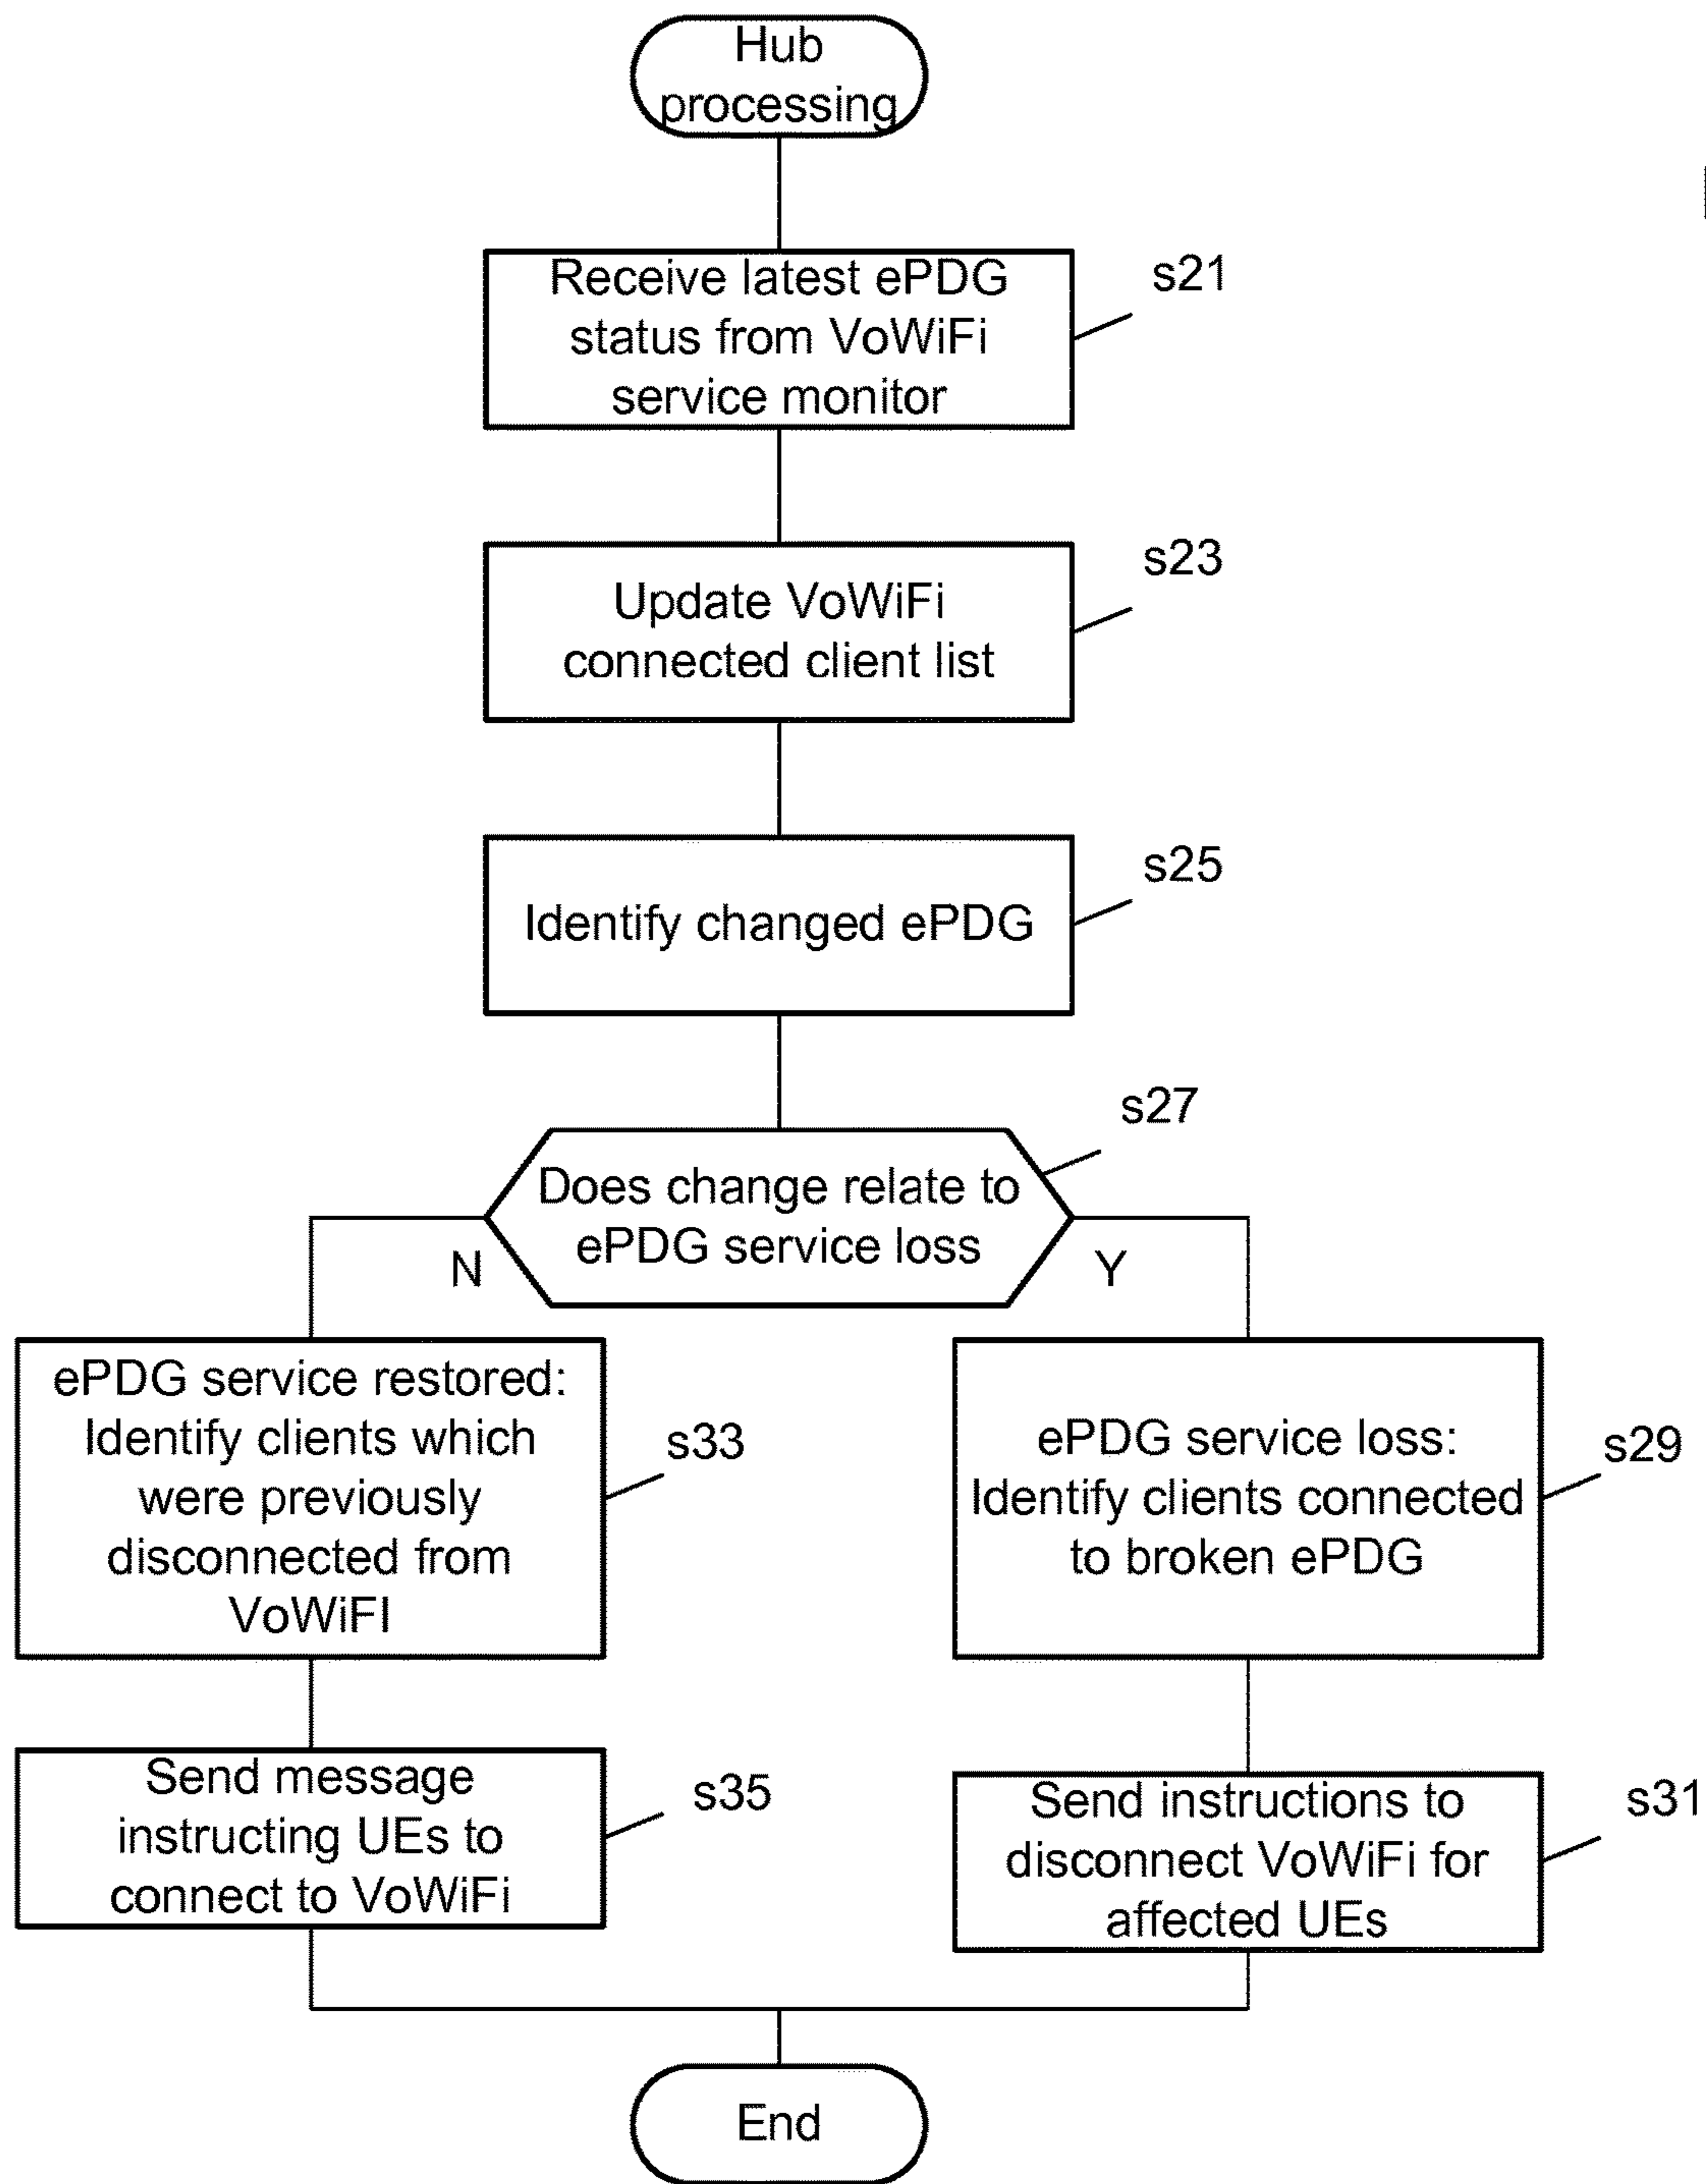 Hub
processing
Receive latest ePDG
status from VoWiFi
service monitor
s21
Update VoWiFi
connected client list
s23
Identify changed ePDG
s25
Does change relate to
ePDG service loss
s27
N
Y
ePDG service restored:
Identify clients which
were previously
disconnected from
VoWiFI
s33
ePDG service loss:
Identify clients connected
to broken ePDG
s29
Send message
instructing UEs to
connect to VoWiFi
s35
Send instructions to
disconnect VoWiFi for
affected UEs
s31
End